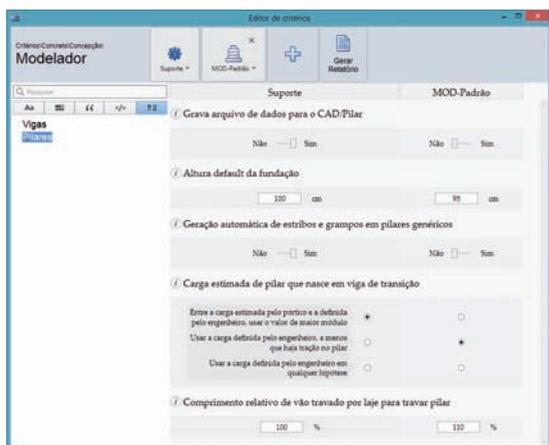 Editor de critérios
Critérios\Concreto\Concepção\
Modelador
Suporte
MOD-Padrão
Gerar
Relatório
Pesquisar
Aa “ </>
Vigas
Pilares
Suporte MOD-Padrão
Grava arquivo de dados para o CAD/Pilar
Não Sim Não Sim
Altura default da fundação
100 cm 95 cm
Geração automática de estribos e grampos em pilares genéricos
Não Sim Não Sim
Carga estimada de pilar que nasce em viga de transição
Entre a carga estimada pelo pórtico e a definida
pelo engenheiro, usar o valor de maior módulo
Usar a carga definida pelo engenheiro, a menos
que haja tração no pilar
Usar a carga definida pelo engenheiro em
qualquer hipótese
Comprimento relativo de vão travado por laje para travar pilar
100 % 110 %